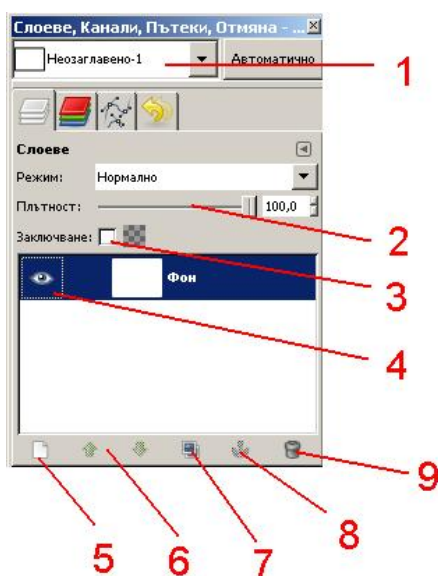 Слоеве, Канали, Пътеки, Отмяна - ...
Неозаглавено-1 Автоматично
1
Слоеве
Режим: Нормално
Плътност: 100,0
2
Заключване:
3
Фон
4
5 6 7 8 9